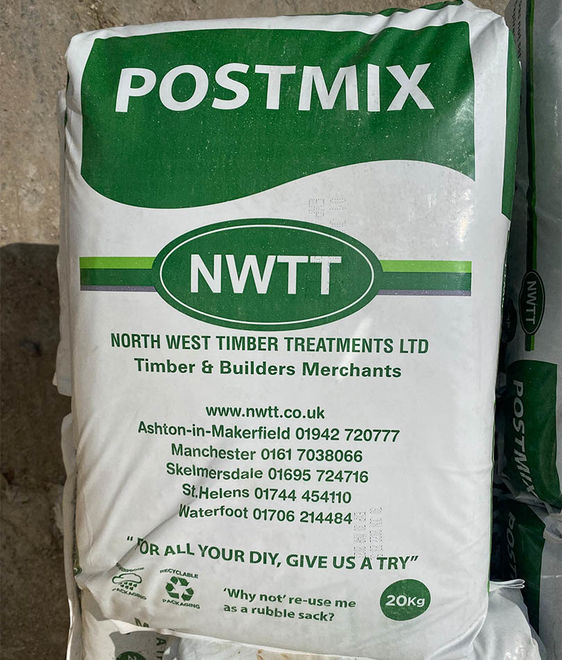 POSTMIX
NWTT
NORTH WEST TIMBER TREATMENTS LTD
Timber & Builders Merchants
www.nwtt.co.uk
Ashton-in-Makerfield 01942 720777
Manchester 0161 7038066
Skelmersdale 01695 724716
St.Helens 01744 454110
Waterfoot 01706 214484
"FOR ALL YOUR DIY, GIVE US A TRY"
PACKAGING
RECYCLABLE
PACKAGING
'Why not' re-use me
as a rubble sack?
20Kg
NWTT
POSTMIX
POST